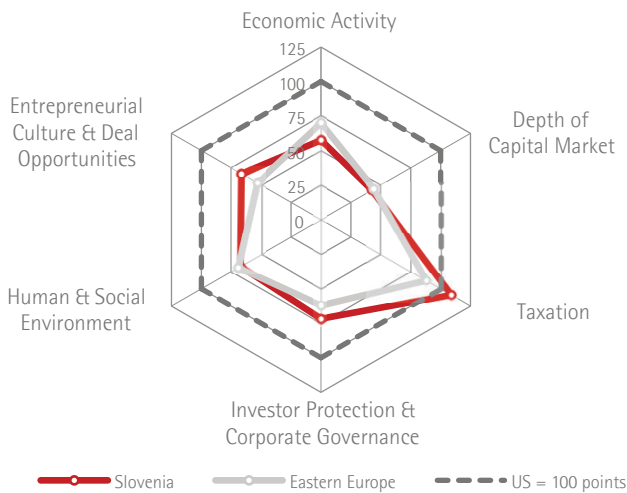 Economic Activity
125
100
75
50
25
0
Entrepreneurial
Culture & Deal
Opportunities
Depth of
Capital Market
Human & Social
Environment
Taxation
Investor Protection &
Corporate Governance
Slovenia
Eastern Europe
US = 100 points